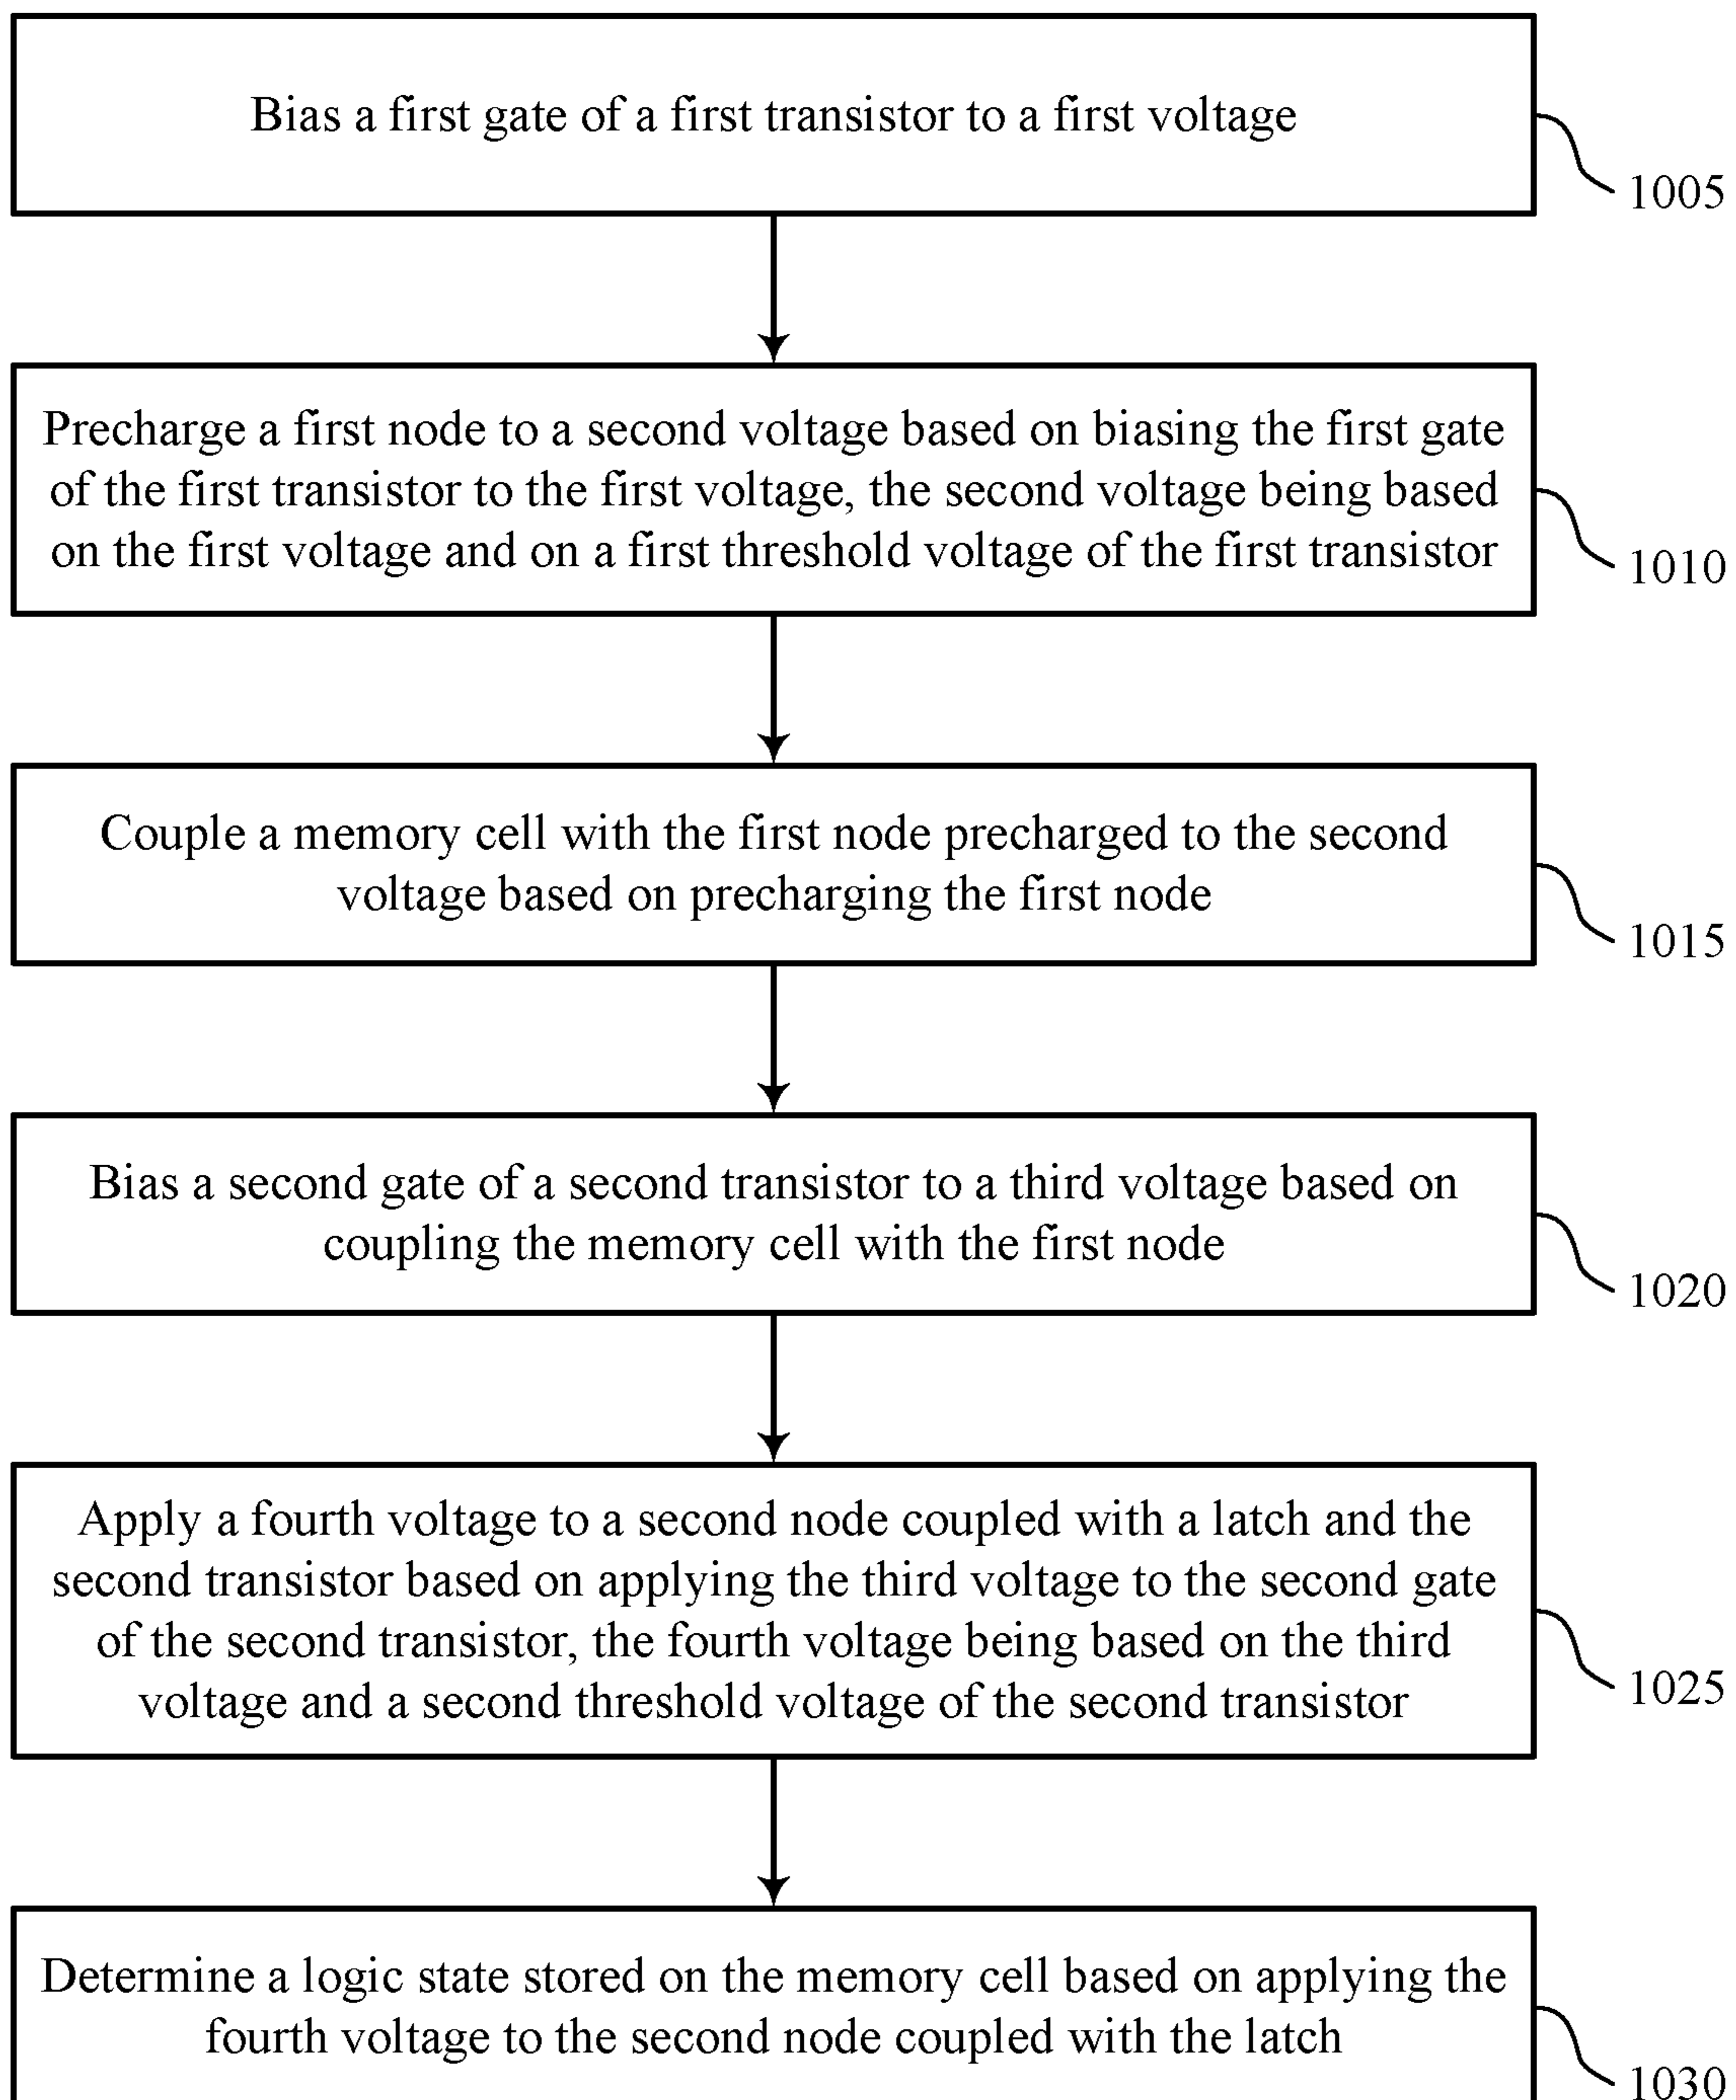 Bias a first gate of a first transistor to a first voltage
1005
Precharge a first node to a second voltage based on biasing the first gate
of the first transistor to the first voltage, the second voltage being based
on the first voltage and on a first threshold voltage of the first transistor
1010
Couple a memory cell with the first node precharged to the second
voltage based on precharging the first node
1015
Bias a second gate of a second transistor to a third voltage based on
coupling the memory cell with the first node
1020
Apply a fourth voltage to a second node coupled with a latch and the
second transistor based on applying the third voltage to the second gate
of the second transistor, the fourth voltage being based on the third
voltage and a second threshold voltage of the second transistor
1025
Determine a logic state stored on the memory cell based on applying the
fourth voltage to the second node coupled with the latch
1030